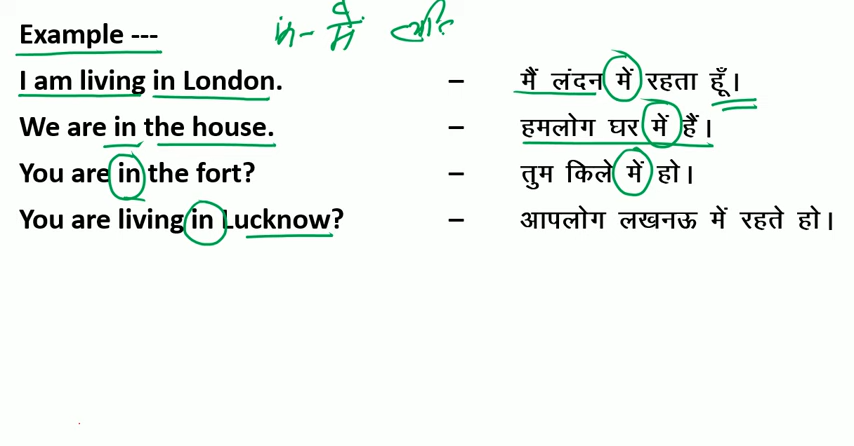 Example --- in -
I am living in London. – मैं लंदन में रहता हूँ।
We are in the house. – हमलोग घर में हैं।
You are in the fort? – तुम किले में हो।
You are living in Lucknow? – आपलोग लखनऊ में रहते हो।